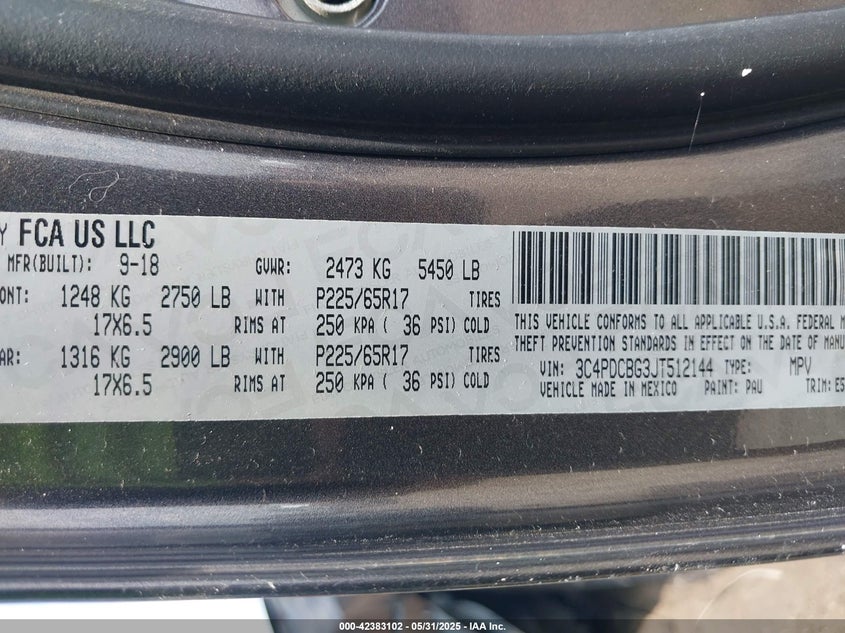 Y FCA US LLC
MFR(BUILT): 9-18 GVWR: 2473 KG 5450 LB
ONT: 1248 KG 2750 LB WITH P225/65R17 TIRES
17X6.5 RIMS AT 250 KPA ( 36 PSI) COLD
AR: 1316 KG 2900 LB WITH P225/65R17 TIRES
17X6.5 RIMS AT 250 KPA ( 36 PSI) COLD
THIS VEHICLE CONFORMS TO ALL APPLICABLE U.S.A. FEDERAL M
THEFT PREVENTION STANDARDS IN EFFECT ON THE DATE OF MANU
VIN: 3C4PDCBG3JT512144 TYPE: MPV
VEHICLE MADE IN MEXICO PAINT: PAU TRIM: ES
000-42383102 - 05/31/2025 - IAA Inc.